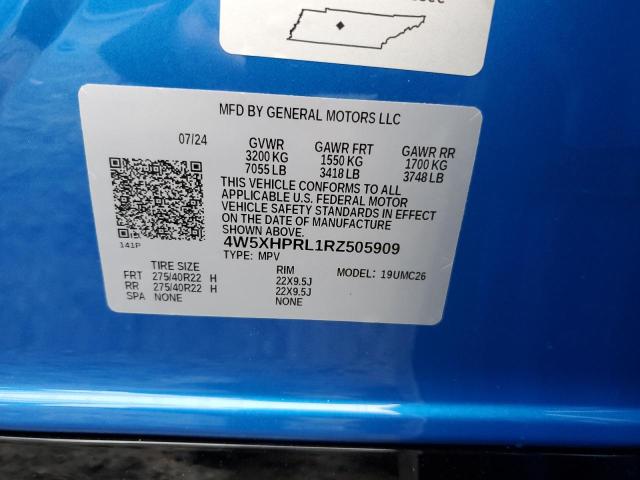 MFD BY GENERAL MOTORS LLC
07/24 GVWR GAWR FRT GAWR RR
3200 KG 1550 KG 1700 KG
7055 LB 3418 LB 3748 LB
THIS VEHICLE CONFORMS TO ALL
APPLICABLE U.S. FEDERAL MOTOR
VEHICLE SAFETY STANDARDS IN EFFECT
ON THE DATE OF MANUFACTURE
SHOWN ABOVE.
4W5XHPRL1RZ505909
141P TYPE: MPV
TIRE SIZE RIM MODEL: 19UMC26
FRT 275/40R22 H 22X9.5J
RR 275/40R22 H 22X9.5J
SPA NONE NONE